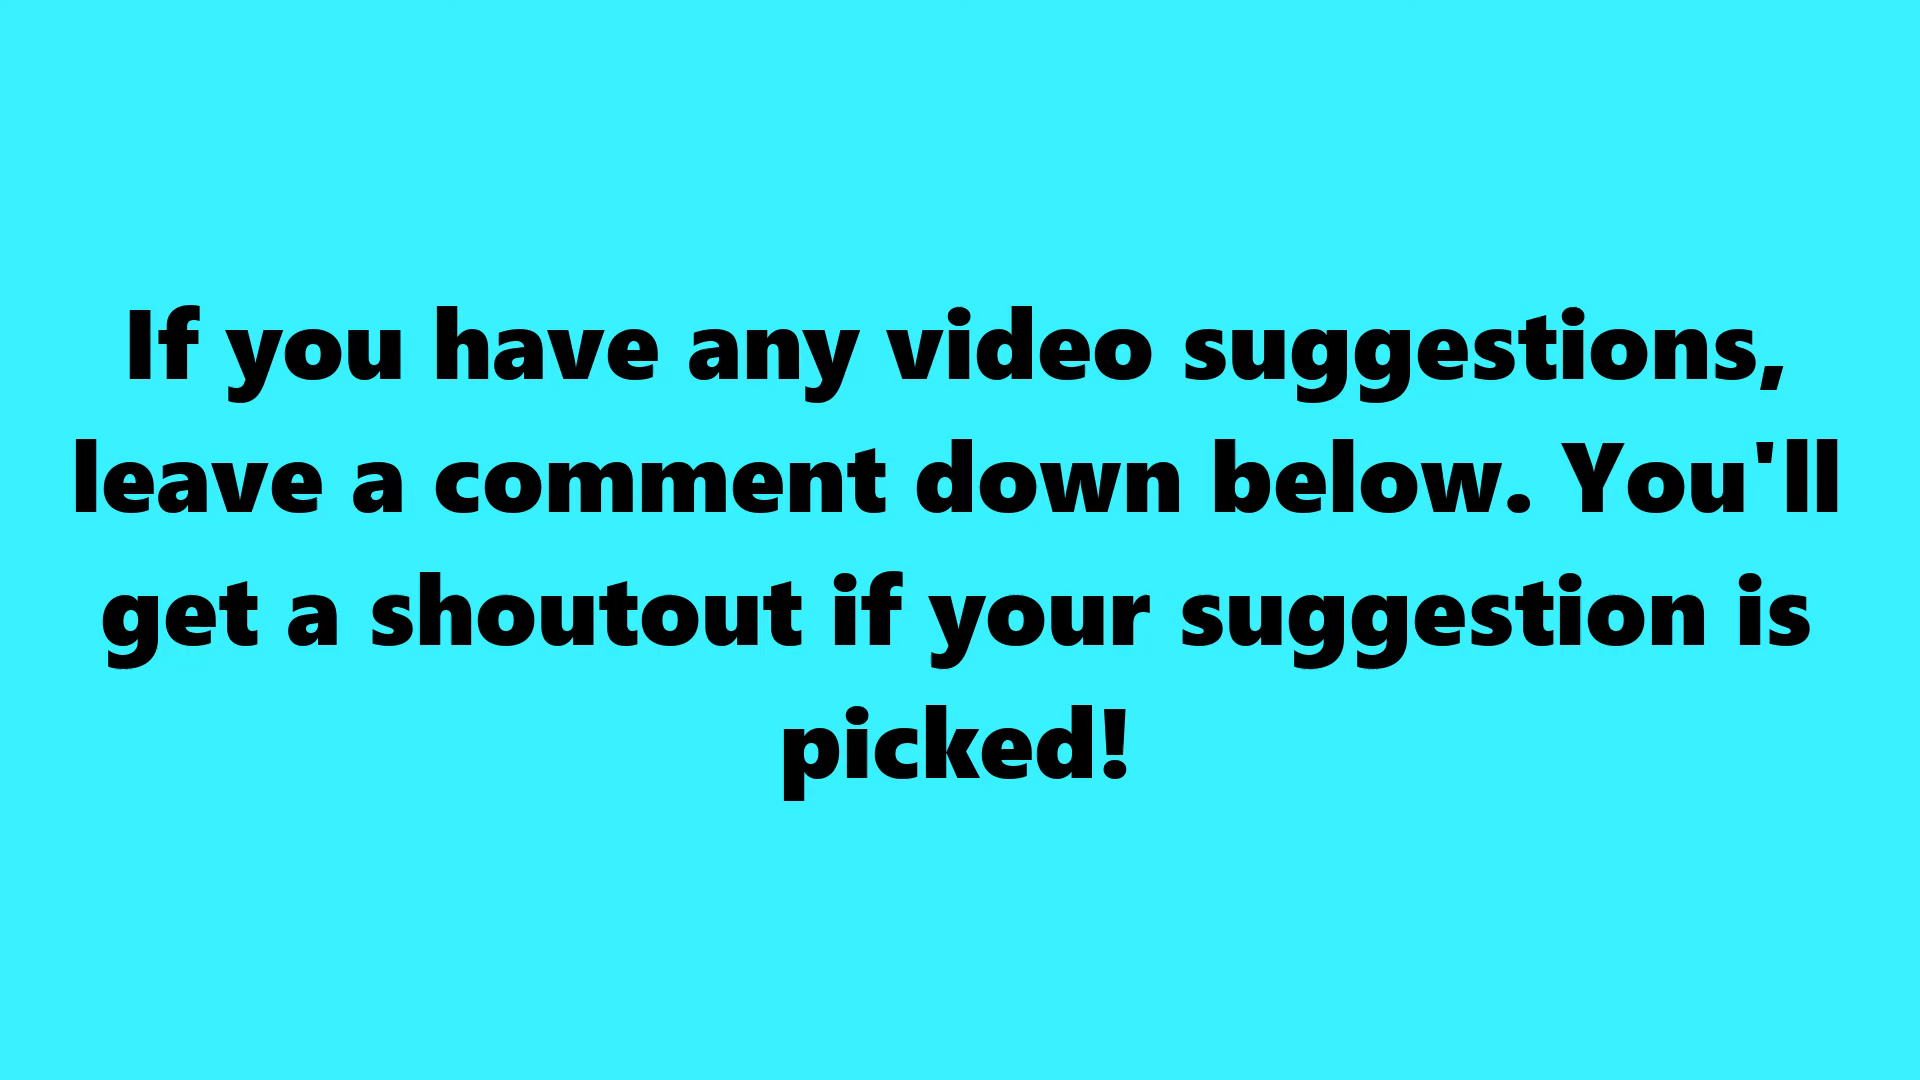 If you have any video suggestions,
leave a comment down below. You'll
get a shoutout if your suggestion is
picked!